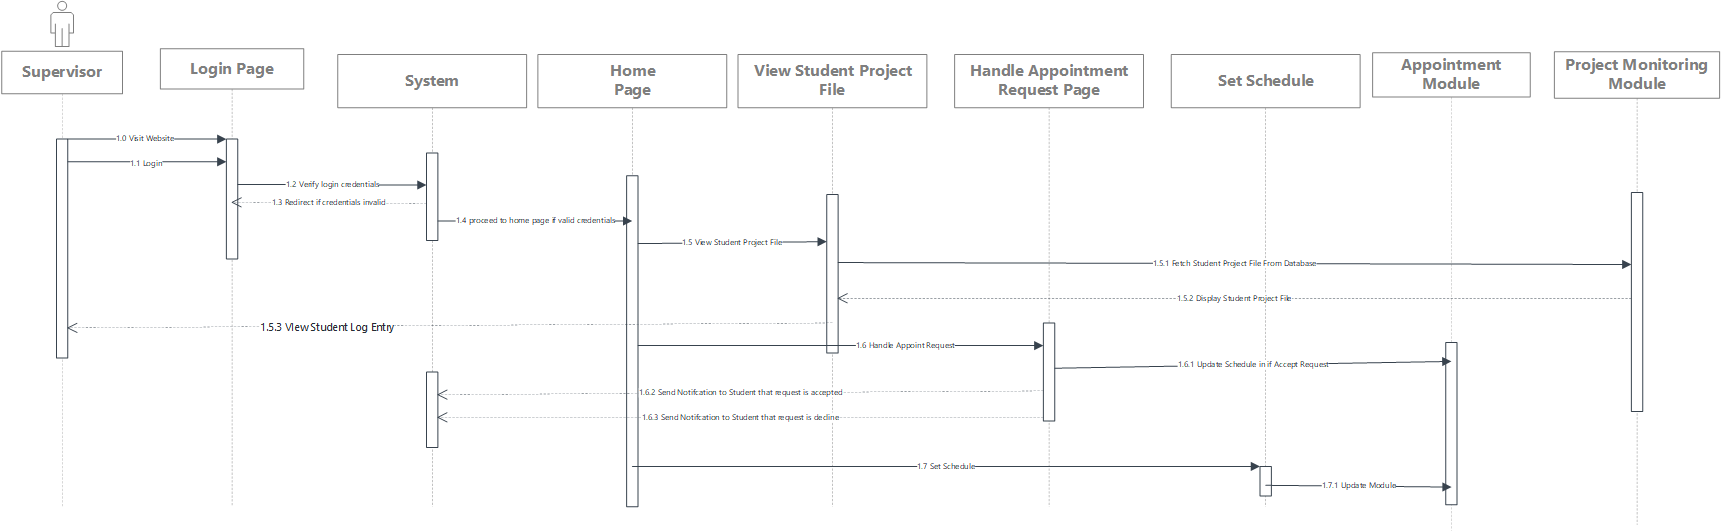 Supervisor
Login Page
System
Home
Page
View Student Project
File
Handle Appointment
Request Page
Set Schedule
Appointment
Module
Project Monitoring
Module
1.0 Visit Website
1.1 Login
1.2 Verify login credentials
1.3 Redirect if credentials invalid
1.4 proceed to home page if valid credentials
1.5 View Student Project File
1.5.1 Fetch Student Project File From Database
1.5.2 Display Student Project File
1.5.3 View Student Log Entry
1.6 Handle Appoint Request
1.6.1 Update Schedule in if Accept Request
1.6.2 Send Notifcation to Student that request is accepted
1.6.3 Send Notifcation to Student that request is decline
1.7 Set Schedule
1.7.1 Update Module